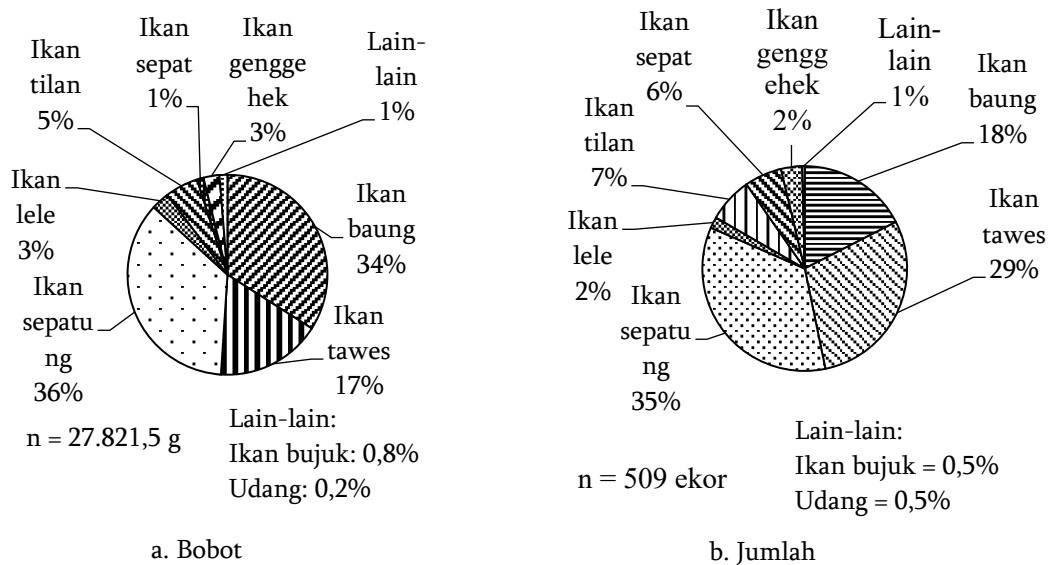 Ikan
tilan
5%
Ikan
sepat
1%
Ikan
gengge
hek
3%
Lain-
lain
1%
Ikan
baung
34%
Ikan
tawes
17%
Ikan
lele
3%
Ikan
sepatu
ng
36%
n = 27.821,5 g
Lain-lain:
Ikan bujuk: 0,8%
Udang: 0,2%
a. Bobot
Ikan
sepat
6%
Ikan
gengg
ehek
2%
Lain-
lain
1%
Ikan
baung
18%
Ikan
tawes
29%
Ikan
tilan
7%
Ikan
lele
2%
Ikan
sepatu
ng
35%
n = 509 ekor
Lain-lain:
Ikan bujuk = 0,5%
Udang = 0,5%
b. Jumlah